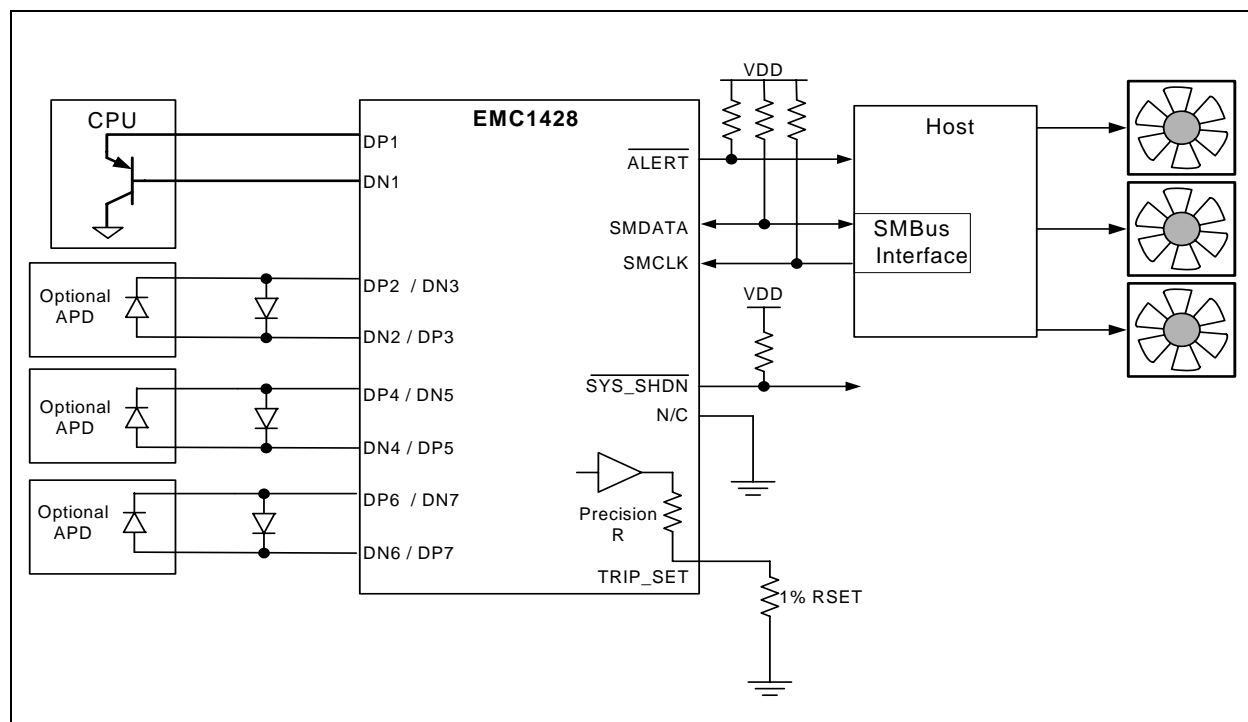 CPU
EMC1428
DP1
DN1
Optional
APD
DP2 / DN3
DN2 / DP3
Optional
APD
DP4 / DN5
DN4 / DP5
Optional
APD
DP6 / DN7
DN6 / DP7
VDD
ALERT
SMDATA
SMCLK
Host
SMBus
Interface
VDD
SYS_SHDN
N/C
Precision
R
TRIP_SET
1% RSET